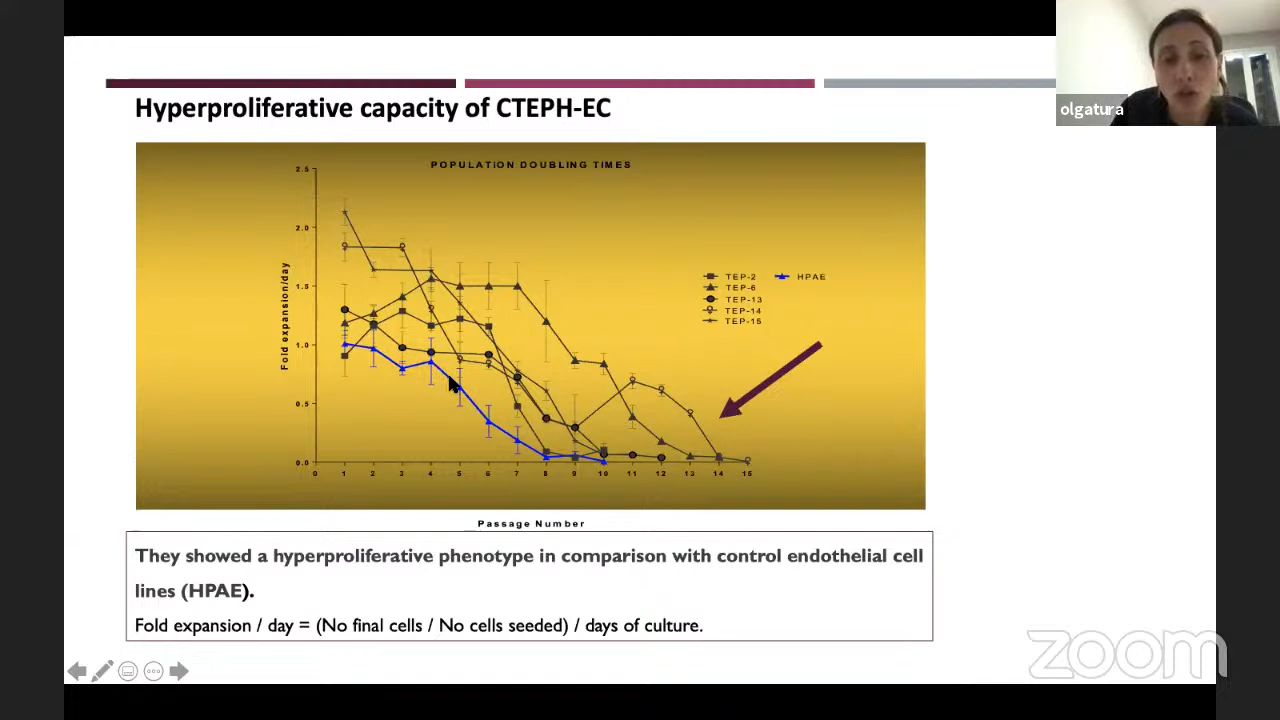 olgatura
Hyperproliferative capacity of CTEPH-EC
POPULATION DOUBLING TIMES
2.5
2.0
1.5
1.0
0.5
0.0
Fold expansion/day
TEP-2
TEP-6
TEP-13
TEP-14
TEP-15
HPAE
0 1 2 3 4 5 6 7 8 9 10 11 12 13 14 15
Passage Number
They showed a hyperproliferative phenotype in comparison with control endothelial cell
lines (HPAE).
Fold expansion / day = (No final cells / No cells seeded) / days of culture.
zoom